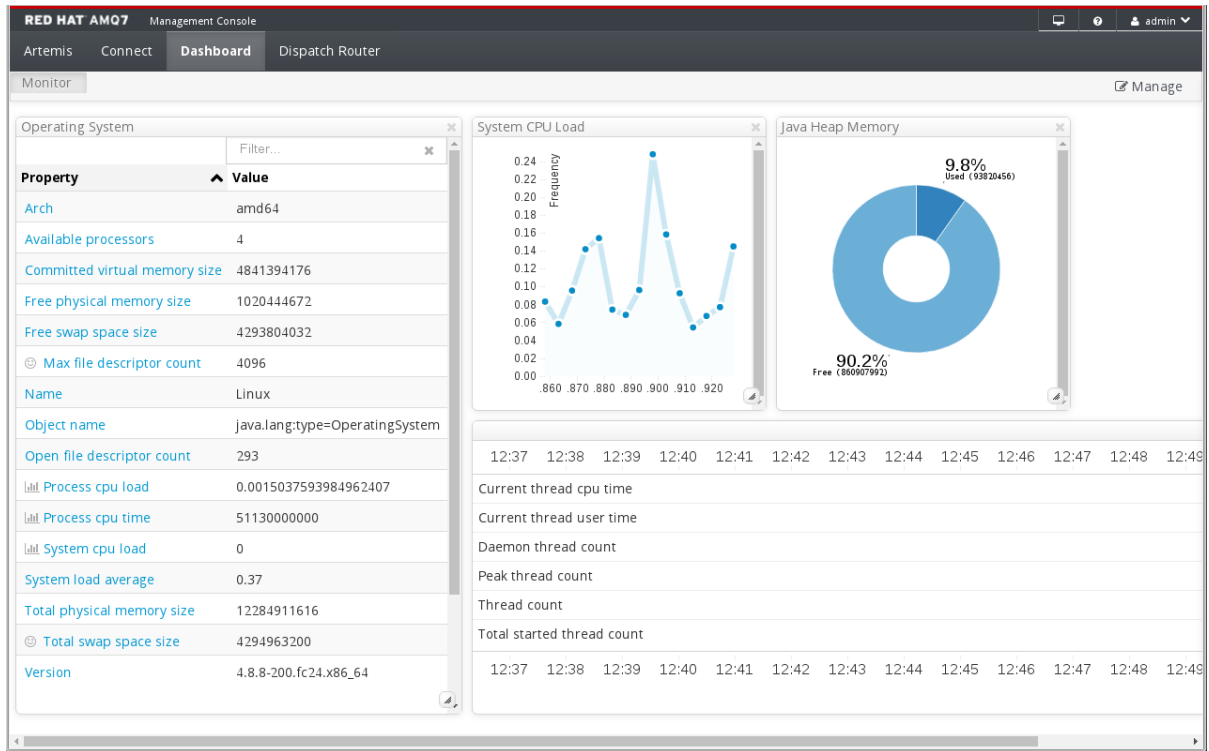 RED HAT AMQ7 Management Console admin
Artemis Connect Dashboard Dispatch Router
Monitor Manage
Operating System
Filter...
Property Value
Arch amd64
Available processors 4
Committed virtual memory size 4841394176
Free physical memory size 1020444672
Free swap space size 4293804032
Max file descriptor count 4096
Name Linux
Object name java.lang:type=OperatingSystem
Open file descriptor count 293
Process cpu load 0.0015037593984962407
Process cpu time 51130000000
System cpu load 0
System load average 0.37
Total physical memory size 12284911616
Total swap space size 4294963200
Version 4.8.8-200.fc24.x86_64
System CPU Load
Frequency
0.24
0.22
0.20
0.18
0.16
0.14
0.12
0.10
0.08
0.06
0.04
0.02
0.00
.860 .870 .880 .890 .900 .910 .920
Java Heap Memory
9.8%
Used (93820456)
90.2%
Free (860907992)
12:37 12:38 12:39 12:40 12:41 12:42 12:43 12:44 12:45 12:46 12:47 12:48 12:49
Current thread cpu time
Current thread user time
Daemon thread count
Peak thread count
Thread count
Total started thread count
12:37 12:38 12:39 12:40 12:41 12:42 12:43 12:44 12:45 12:46 12:47 12:48 12:49